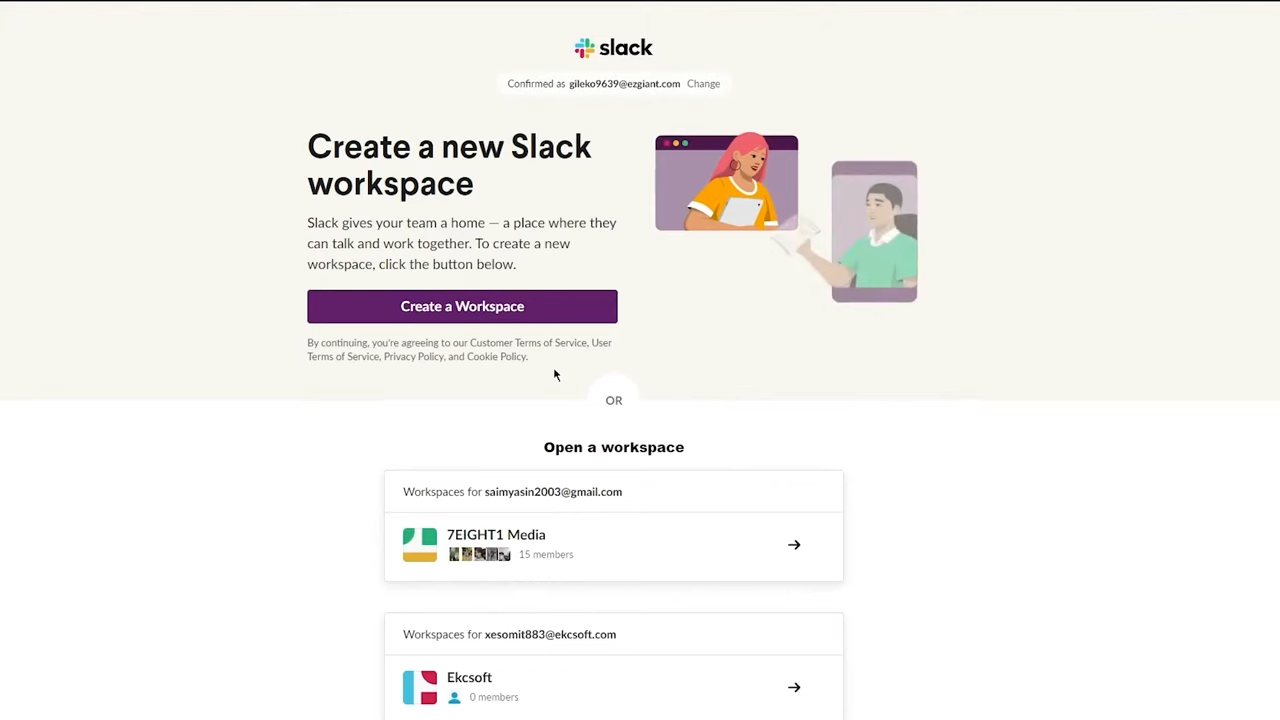 slack
Confirmed as gileko9639@ezgiant.com Change
Create a new Slack
workspace
Slack gives your team a home — a place where they
can talk and work together. To create a new
workspace, click the button below.
Create a Workspace
By continuing, you're agreeing to our Customer Terms of Service, User
Terms of Service, Privacy Policy, and Cookie Policy.
OR
Open a workspace
Workspaces for saimyasin2003@gmail.com
7EIGHT1 Media
15 members
Workspaces for xesomit883@ekcsoft.com
Ekcsoft
0 members